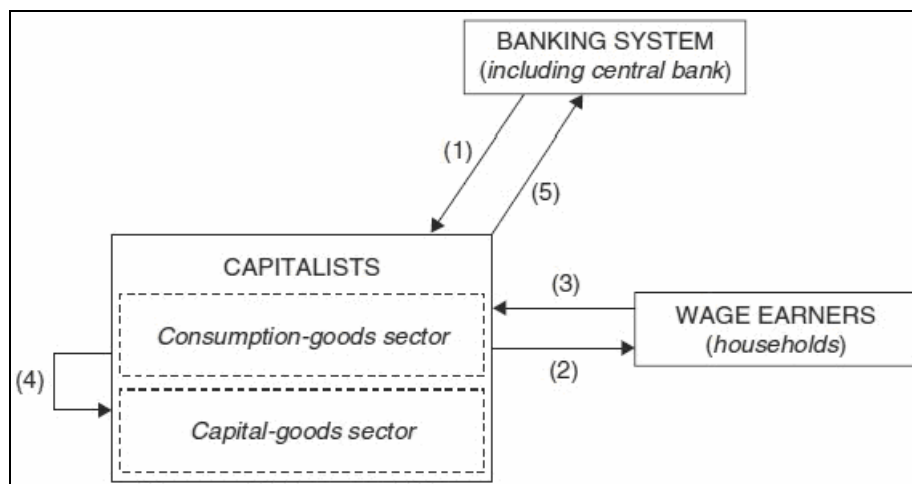 BANKING SYSTEM
(including central bank)
(1)
(5)
CAPITALISTS
(3)
Consumption-goods sector
WAGE EARNERS
(households)
(2)
(4)
Capital-goods sector